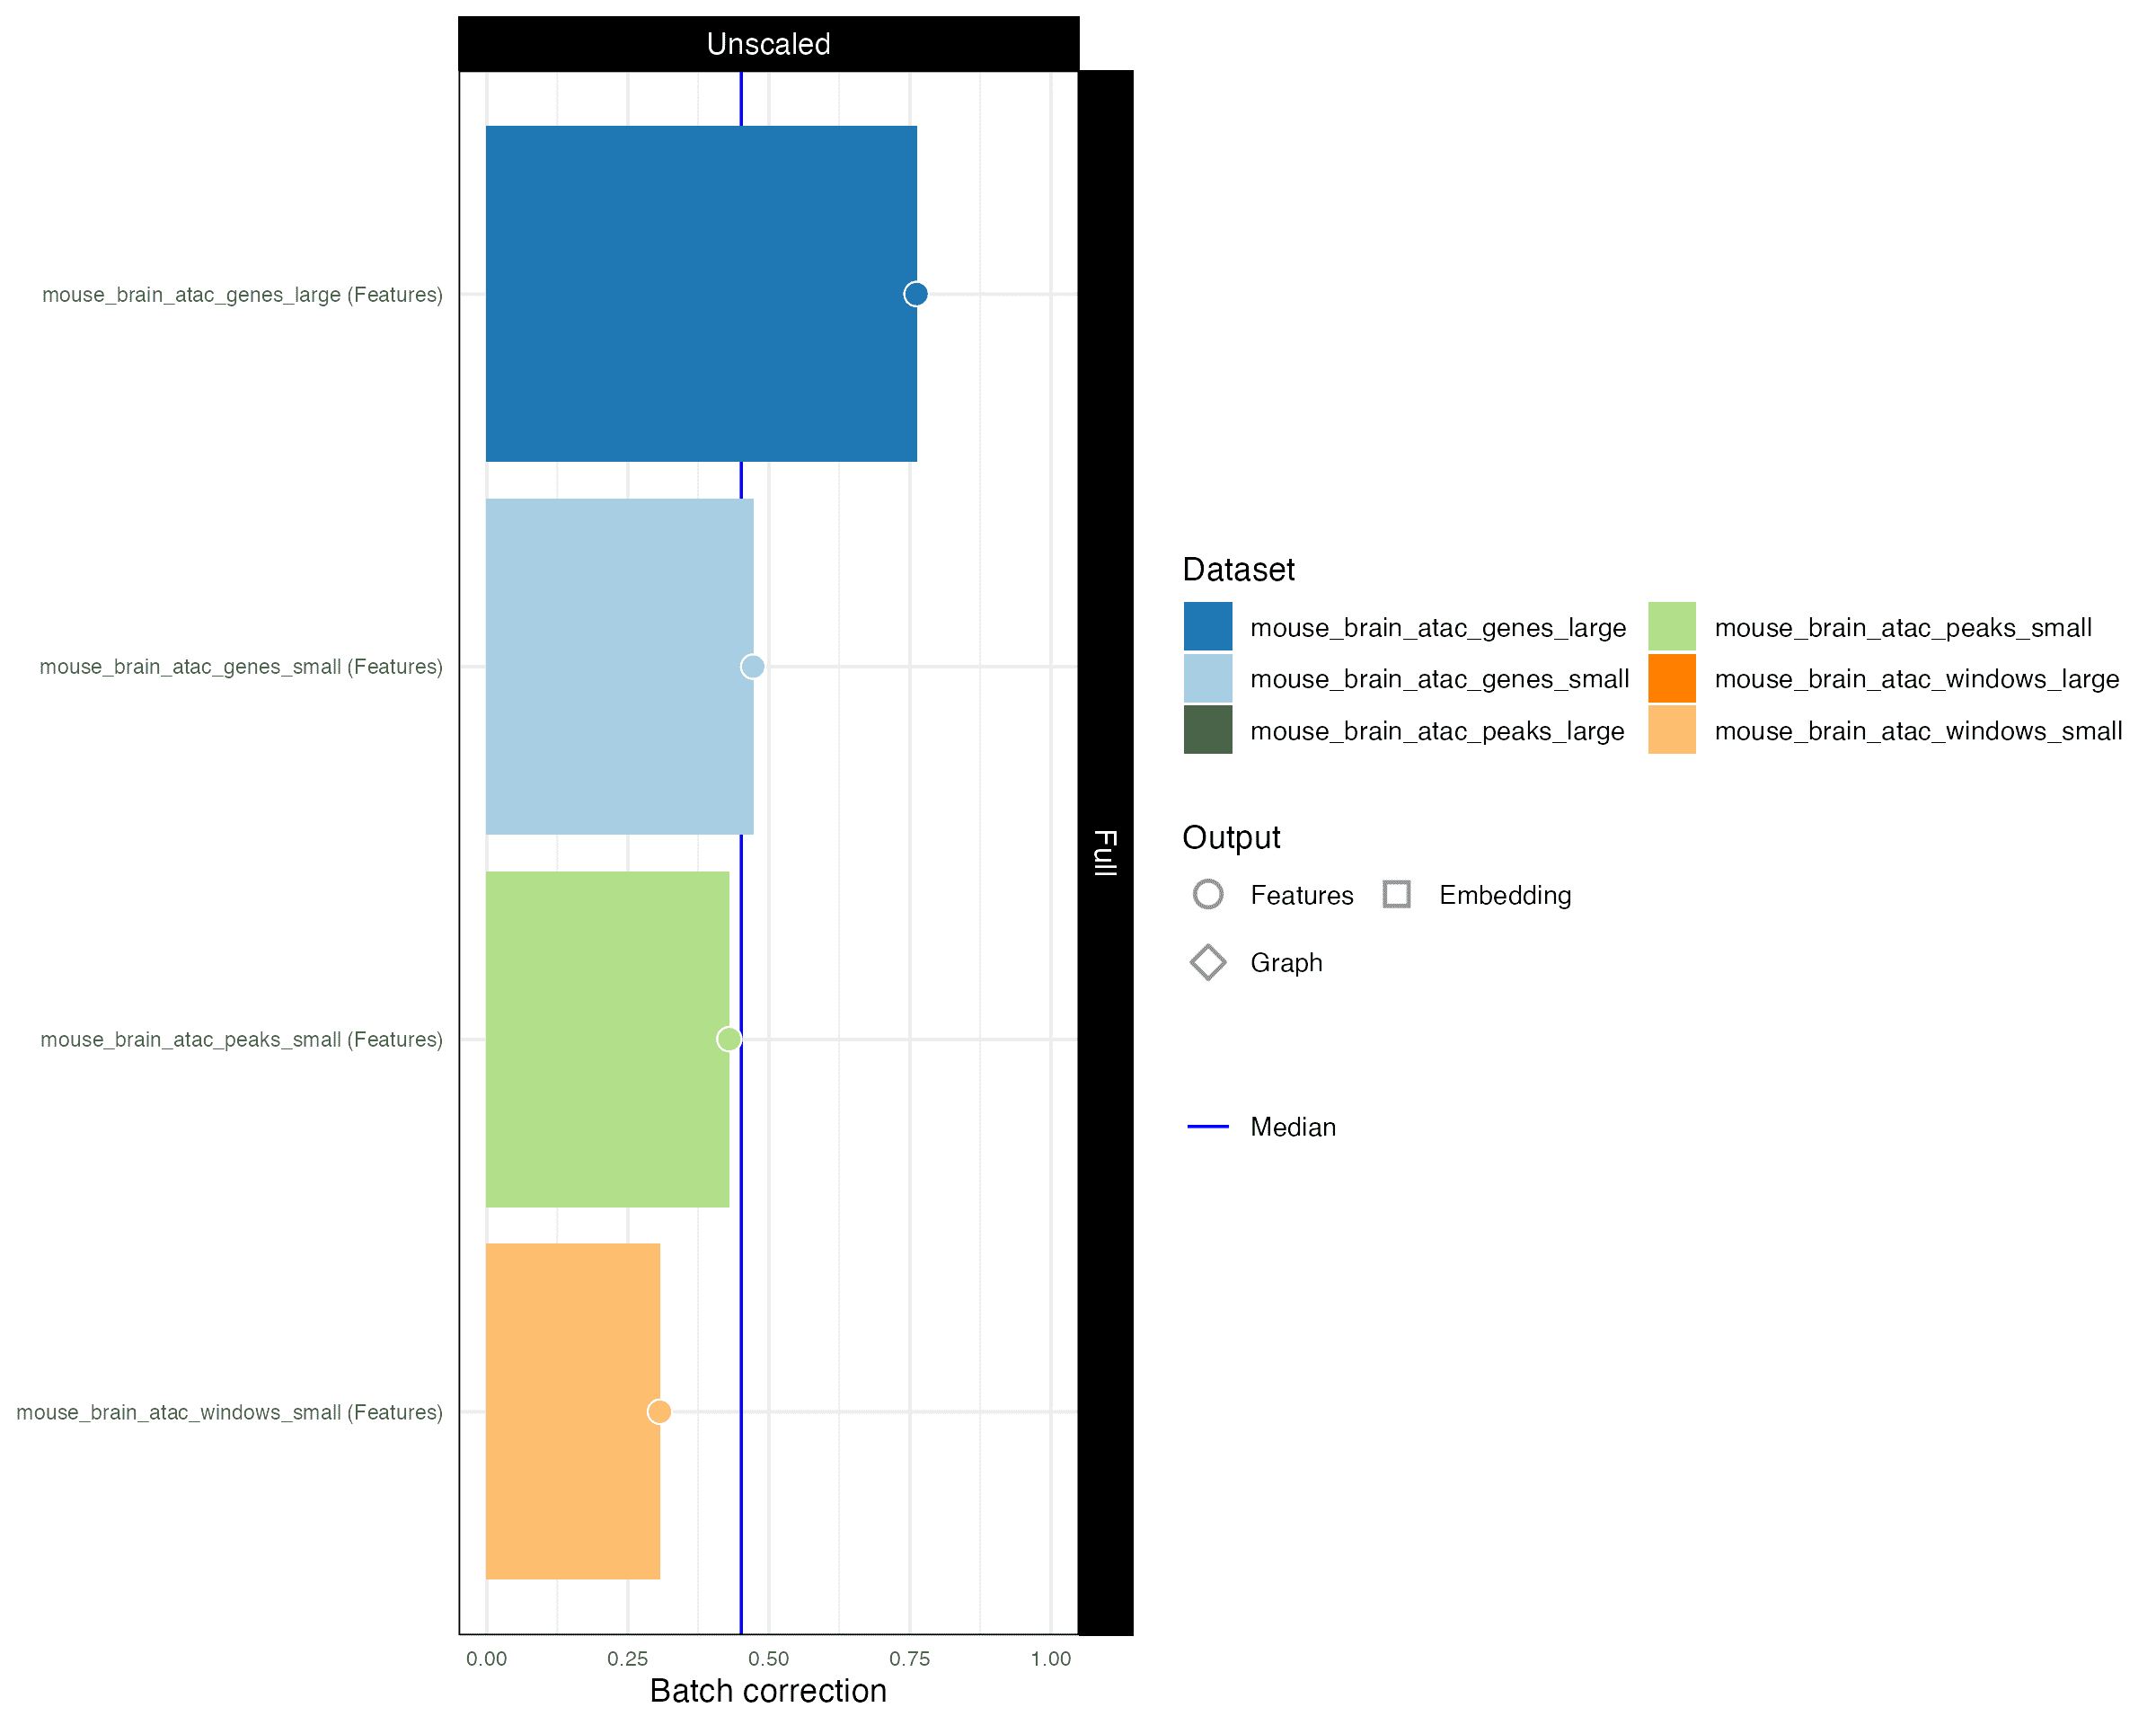 Unscaled
Full
mouse_brain_atac_genes_large (Features)
mouse_brain_atac_genes_small (Features)
mouse_brain_atac_peaks_small (Features)
mouse_brain_atac_windows_small (Features)
0.00 0.25 0.50 0.75 1.00
Batch correction
Dataset
mouse_brain_atac_genes_large
mouse_brain_atac_genes_small
mouse_brain_atac_peaks_large
mouse_brain_atac_peaks_small
mouse_brain_atac_windows_large
mouse_brain_atac_windows_small
Output
Features Embedding
Graph
Median